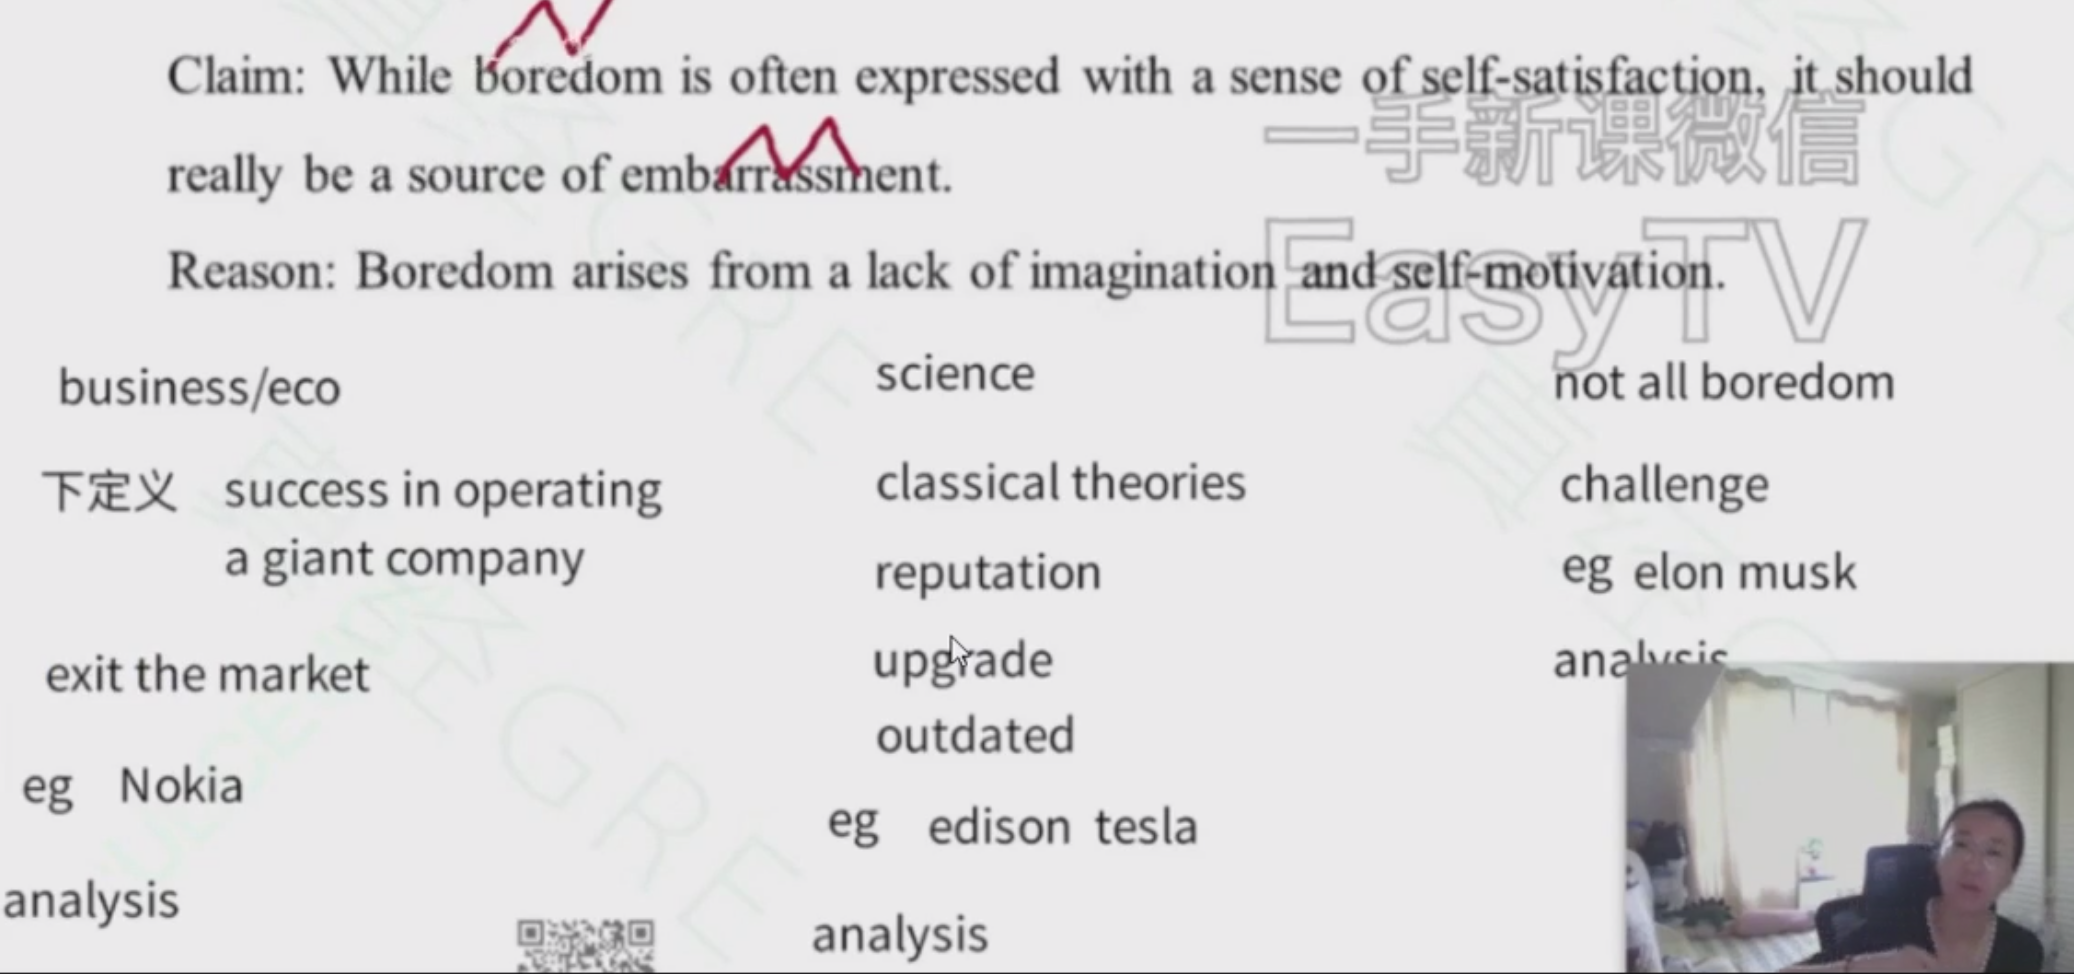 Claim: While boredom is often expressed with a sense of self-satisfaction, it should
really be a source of embarrassment.
Reason: Boredom arises from a lack of imagination and self-motivation.
一手新课微信
EasyTV
business/eco
下定义 success in operating
a giant company
exit the market
eg Nokia
analysis
science
classical theories
reputation
upgrade
outdated
eg edison tesla
analysis
not all boredom
challenge
eg elon musk
analysis
GRE
GRE